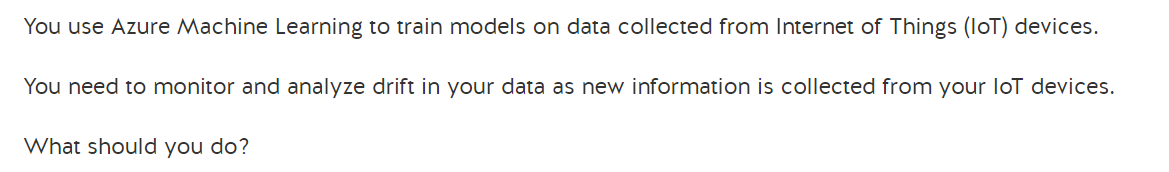 You use Azure Machine Learning to train models on data collected from Internet of Things (IoT) devices.
You need to monitor and analyze drift in your data as new information is collected from your IoT devices.
What should you do?